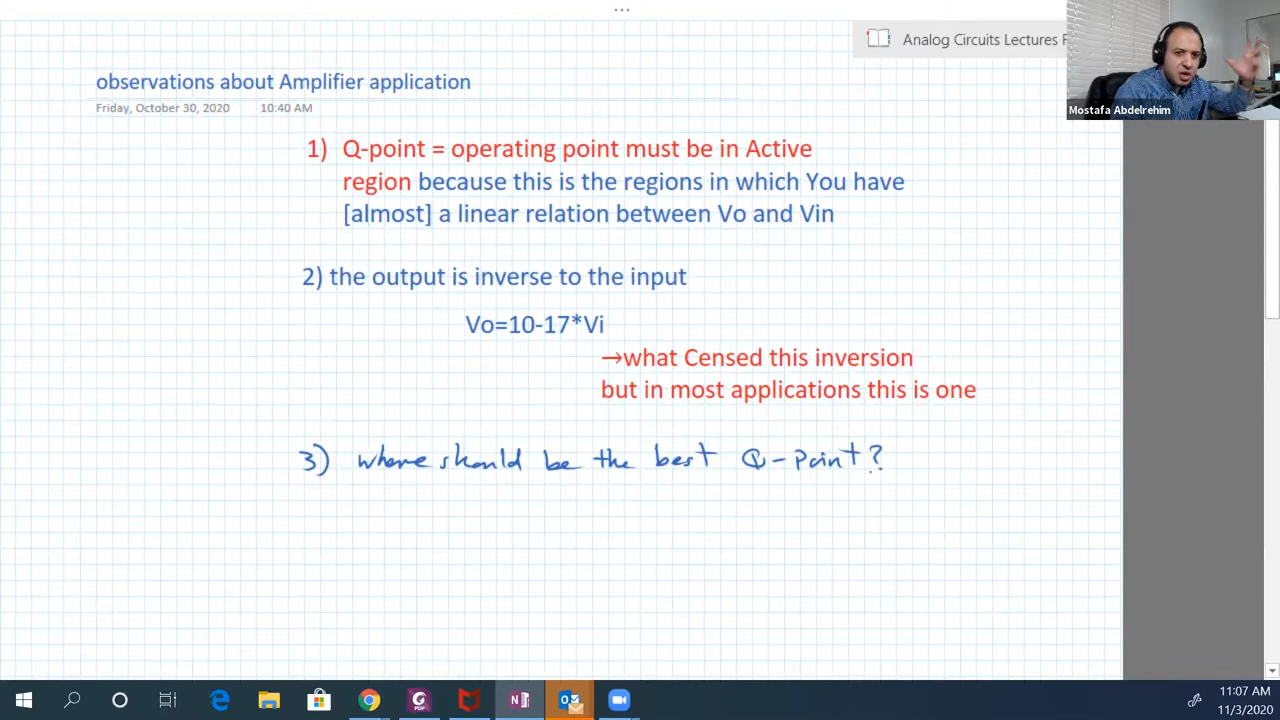 Analog Circuits Lectures
Mostafa Abdelrehim
observations about Amplifier application
Friday, October 30, 2020 10:40 AM
1) Q-point = operating point must be in Active
region because this is the regions in which You have
[almost] a linear relation between Vo and Vin
2) the output is inverse to the input
Vo=10-17*Vi
→what Censed this inversion
but in most applications this is one
3) where should be the best Q-Point?
11:07 AM
11/3/2020